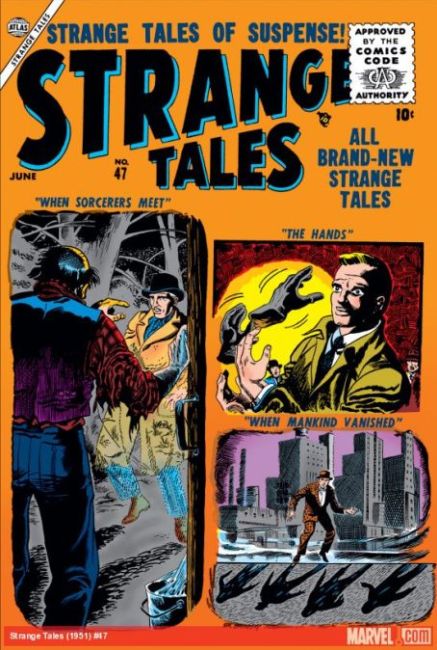 ATLAS
STRANGE TALES
STRANGE TALES OF SUSPENSE!
APPROVED
BY THE
COMICS
CODE
CA
AUTHORITY
STRANGE
TALES
JUNE
NO.
47
10¢
ALL
BRAND-NEW
STRANGE
TALES
"WHEN SORCERERS MEET"
"THE HANDS"
"WHEN MANKIND VANISHED"
Strange Tales (1951) #47
MARVEL.com